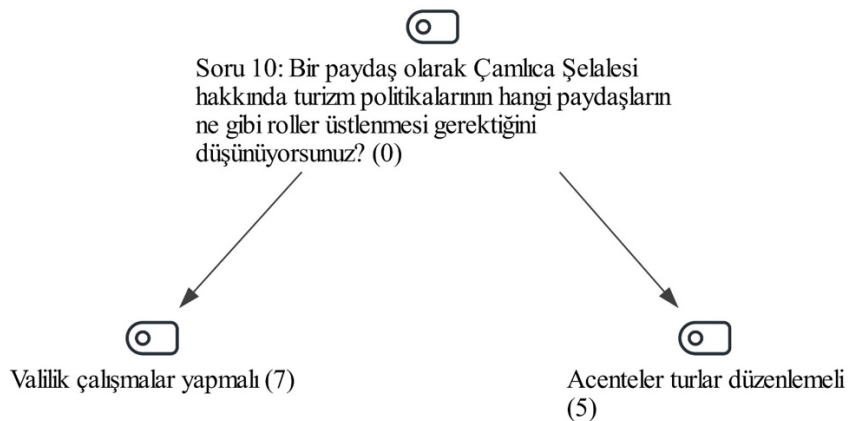 Soru 10: Bir paydaş olarak Çamlıca Şelalesi
hakkında turizm politikalarının hangi paydaşların
ne gibi roller üstlenmesi gerektiğini
düşünüyorsunuz? (0)
Valilik çalışmalar yapmalı (7)
Acenteler turlar düzenlemeli
(5)